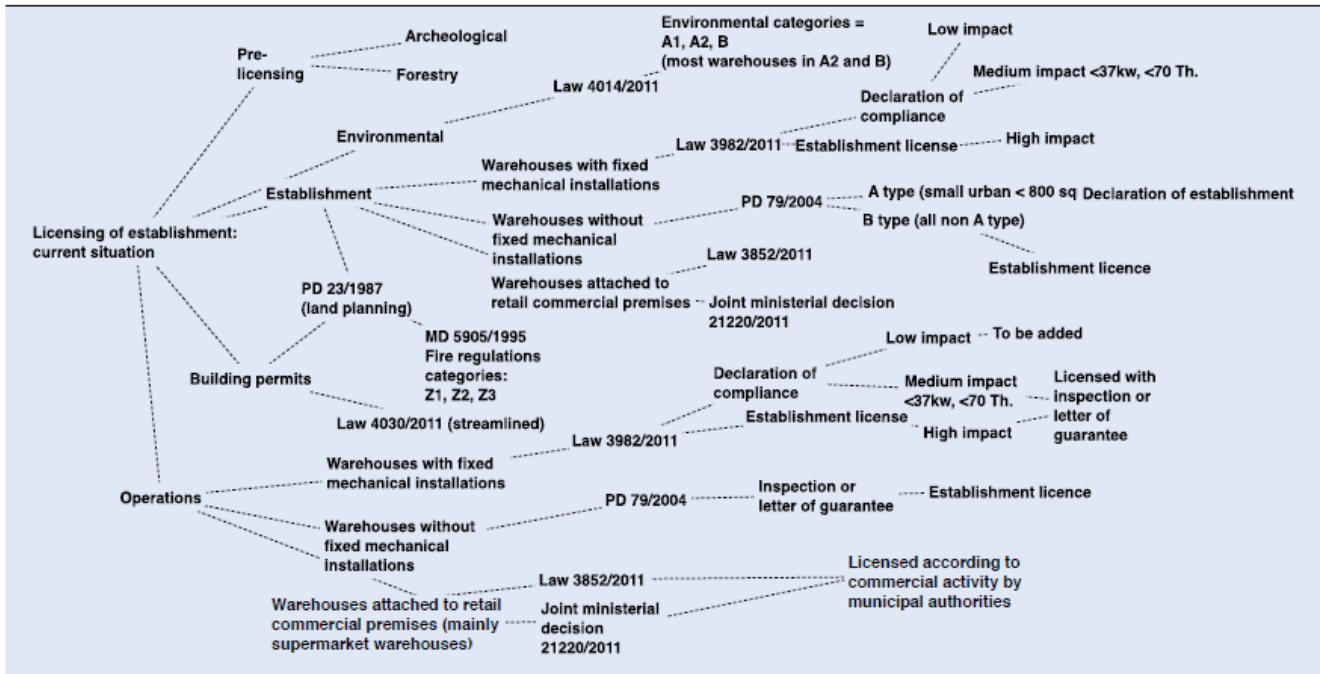 Pre-
licensing
Archeological
Forestry
Environmental categories =
A1, A2, B
(most warehouses in A2 and B)
Law 4014/2011
Environmental
Low impact
Medium impact <37kw, <70 Th.
Declaration of
compliance
Law 3982/2011
Establishment license
High impact
Warehouses with fixed
mechanical installations
Establishment
PD 79/2004
A type (small urban < 800 sq
Declaration of establishment
B type (all non A type)
Warehouses without
fixed mechanical
installations
Establishment licence
Licensing of establishment:
current situation
Law 3852/2011
Warehouses attached to
retail commercial premises
Joint ministerial decision
21220/2011
PD 23/1987
(land planning)
MD 5905/1995
Fire regulations
categories:
Z1, Z2, Z3
Building permits
Law 4030/2011 (streamlined)
Low impact
To be added
Declaration of
compliance
Medium impact
<37kw, <70 Th.
Licensed with
inspection or
letter of
guarantee
Establishment license
High impact
Law 3982/2011
Warehouses with fixed
mechanical installations
Operations
PD 79/2004
Inspection or
letter of guarantee
Establishment licence
Warehouses without
fixed mechanical
installations
Law 3852/2011
Licensed according to
commercial activity by
municipal authorities
Warehouses attached to retail
commercial premises (mainly
supermarket warehouses)
Joint ministerial
decision
21220/2011